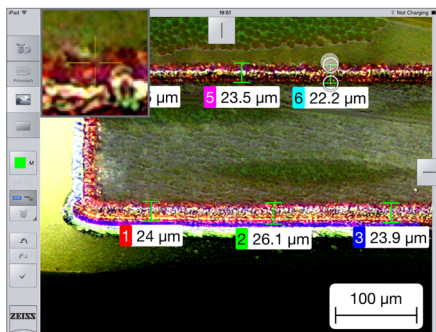 iPad 19:51 Not Charging
5 23.5 µm
6 22.2 µm
µm
1 24 µm
2 26.1 µm
3 23.9 µm
M
100 µm
ZEISS